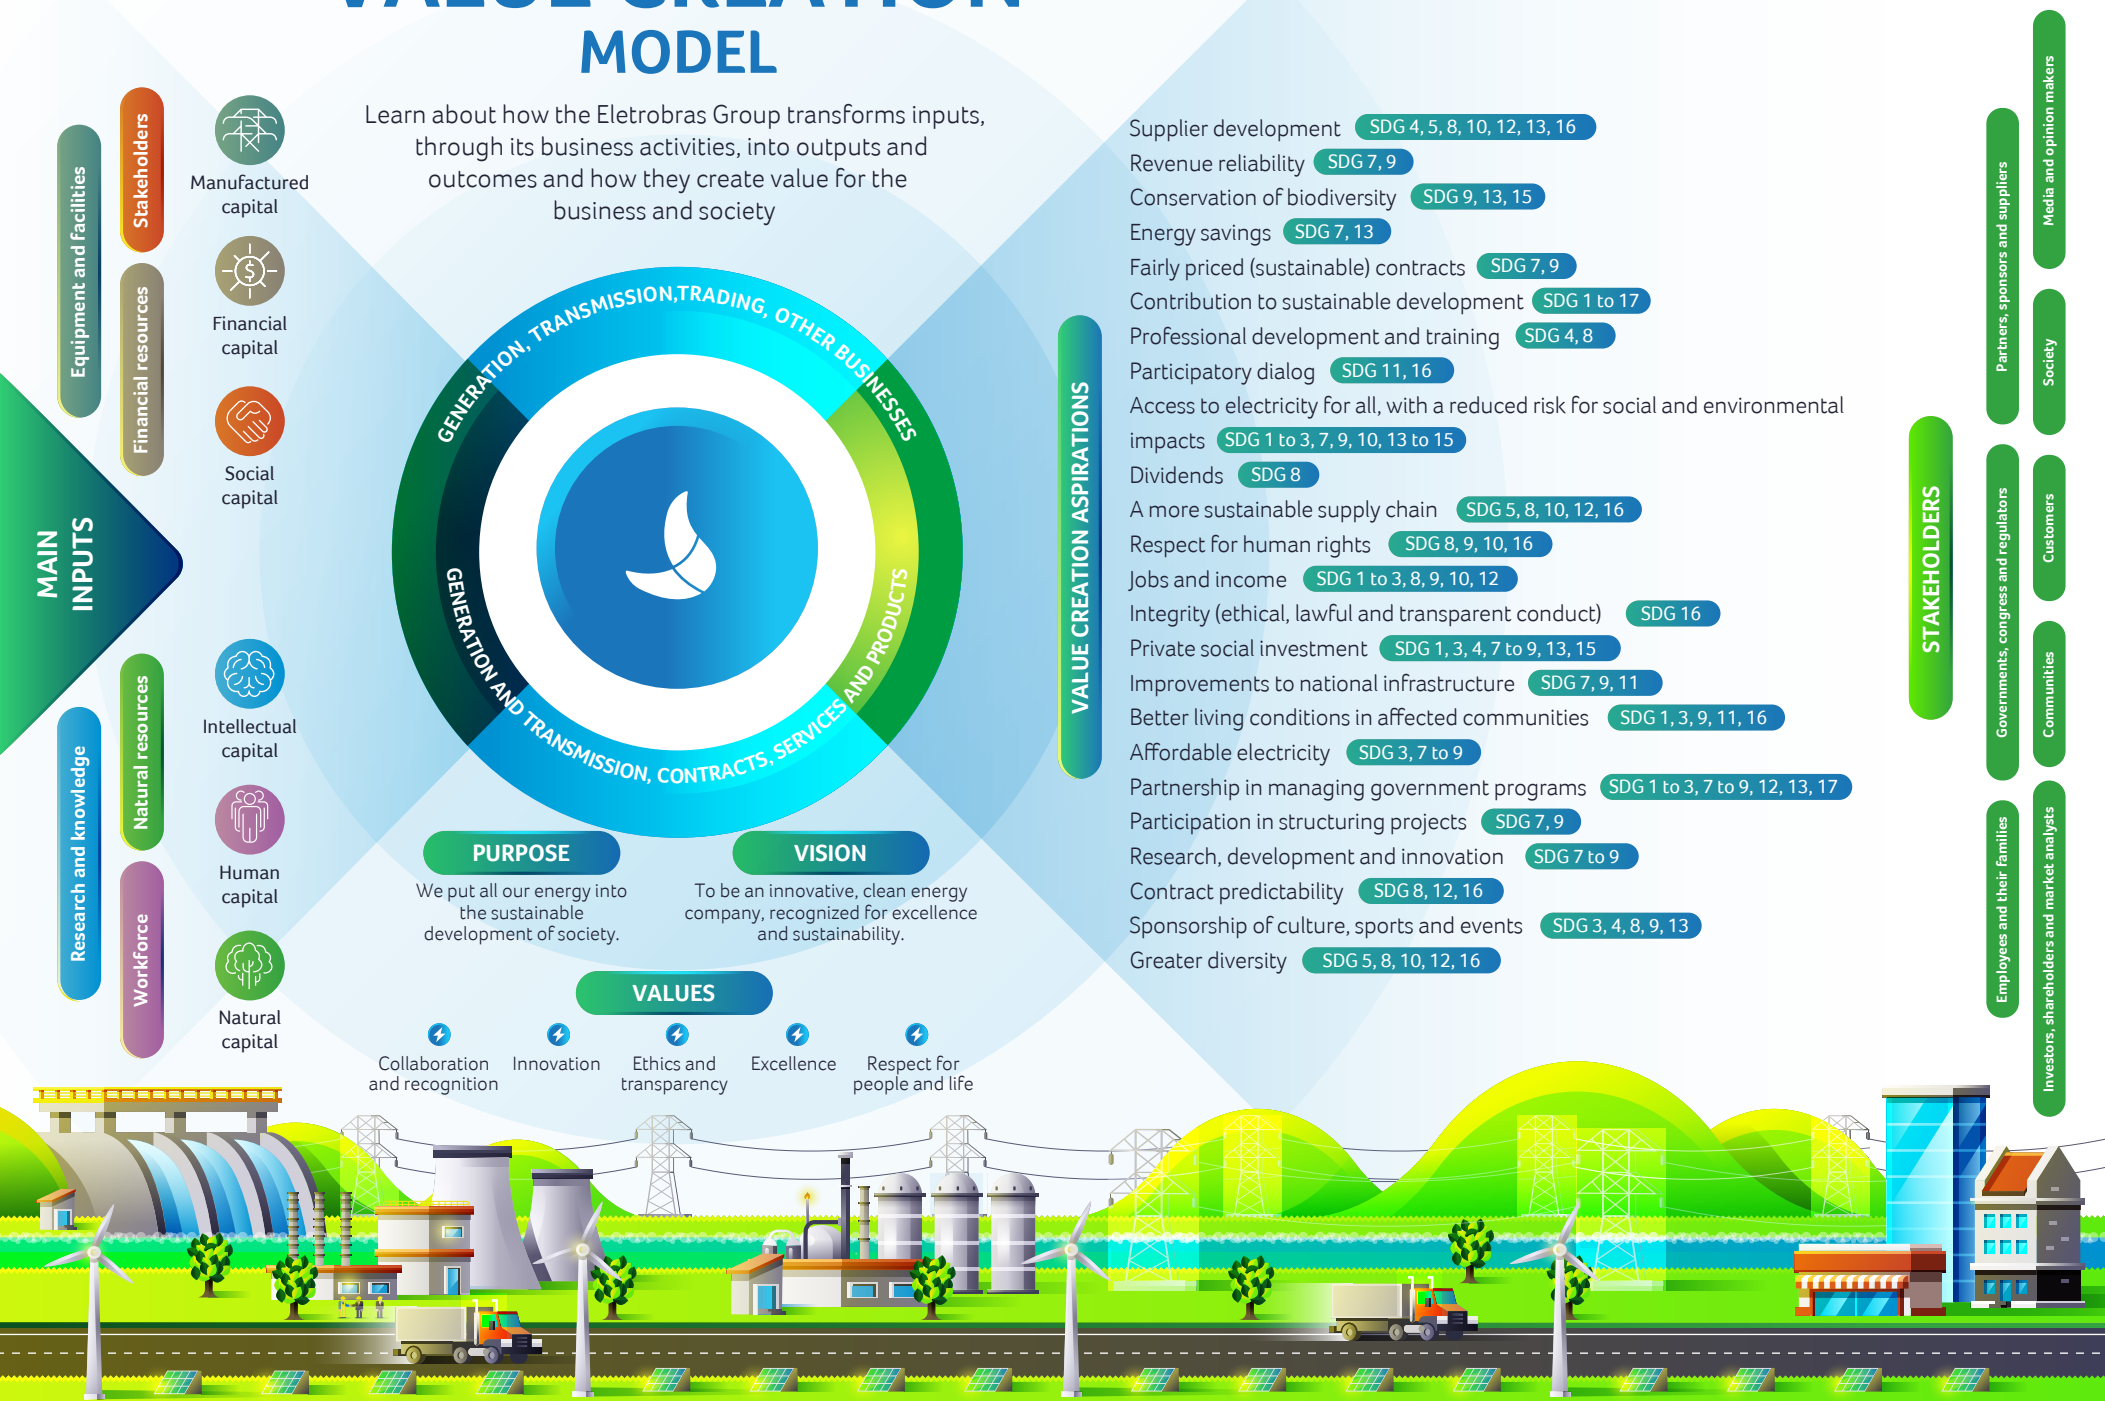 VALUE CREATION
MODEL
Learn about how the Eletrobras Group transforms inputs,
through its business activities, into outputs and
outcomes and how they create value for the
business and society
MAIN
INPUTS
Equipment and facilities
Stakeholders
Financial resources
Research and knowledge
Natural resources
Workforce
Manufactured
capital
Financial
capital
Social
capital
Intellectual
capital
Human
capital
Natural
capital
GENERATION, TRANSMISSION,TRADING, OTHER BUSINESSES
GENERATION AND TRANSMISSION, CONTRACTS, SERVICES AND PRODUCTS
PURPOSE
We put all our energy into
the sustainable
development of society.
VISION
To be an innovative, clean energy
company, recognized for excellence
and sustainability.
VALUES
Collaboration
and recognition
Innovation
Ethics and
transparency
Excellence
Respect for
people and life
VALUE CREATION ASPIRATIONS
Supplier development SDG 4, 5, 8, 10, 12, 13, 16
Revenue reliability SDG 7, 9
Conservation of biodiversity SDG 9, 13, 15
Energy savings SDG 7, 13
Fairly priced (sustainable) contracts SDG 7, 9
Contribution to sustainable development SDG 1 to 17
Professional development and training SDG 4, 8
Participatory dialog SDG 11, 16
Access to electricity for all, with a reduced risk for social and environmental
impacts SDG 1 to 3, 7, 9, 10, 13 to 15
Dividends SDG 8
A more sustainable supply chain SDG 5, 8, 10, 12, 16
Respect for human rights SDG 8, 9, 10, 16
Jobs and income SDG 1 to 3, 8, 9, 10, 12
Integrity (ethical, lawful and transparent conduct) SDG 16
Private social investment SDG 1, 3, 4, 7 to 9, 13, 15
Improvements to national infrastructure SDG 7, 9, 11
Better living conditions in affected communities SDG 1, 3, 9, 11, 16
Affordable electricity SDG 3, 7 to 9
Partnership in managing government programs SDG 1 to 3, 7 to 9, 12, 13, 17
Participation in structuring projects SDG 7, 9
Research, development and innovation SDG 7 to 9
Contract predictability SDG 8, 12, 16
Sponsorship of culture, sports and events SDG 3, 4, 8, 9, 13
Greater diversity SDG 5, 8, 10, 12, 16
STAKEHOLDERS
Partners, sponsors and suppliers
Governments, congress and regulators
Employees and their families
Media and opinion makers
Society
Customers
Communities
Investors, shareholders and market analysts